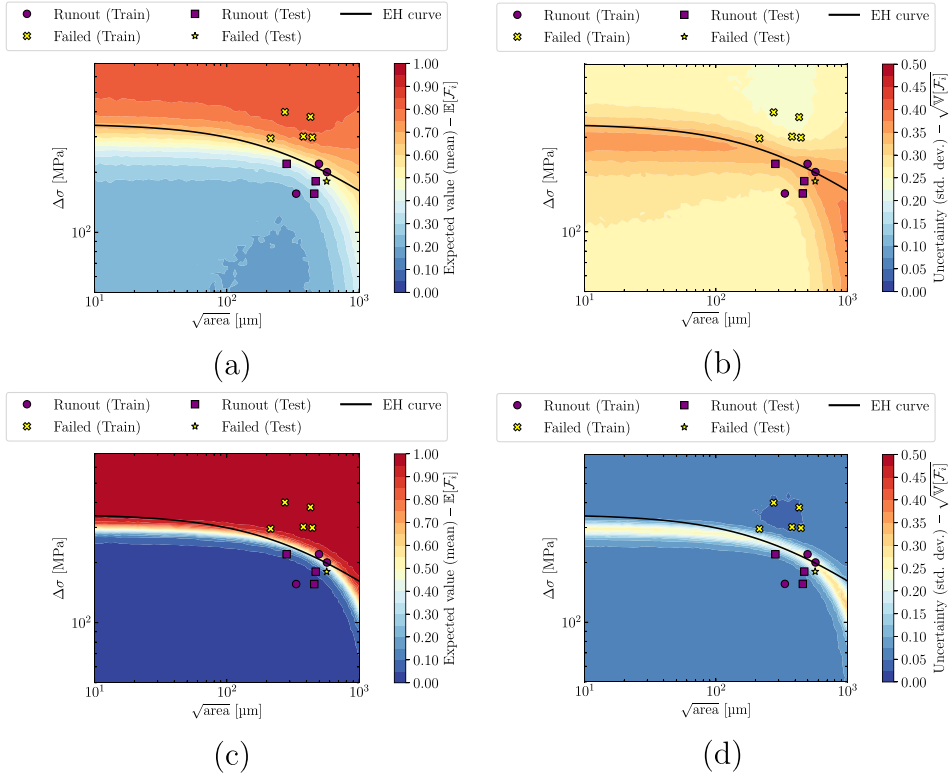 Runout (Train) Runout (Test) EH curve
Failed (Train) Failed (Test)
1.00
0.90
0.80
0.70
0.60
0.50
0.40
0.30
0.20
0.10
0.00
Expected value (mean) − 𝔼[ℱᵢ]
Δσ [MPa]
10²
10¹ 10² 10³
√area [µm]
(a)
Runout (Train) Runout (Test) EH curve
Failed (Train) Failed (Test)
0.50
0.45
0.40
0.35
0.30
0.25
0.20
0.15
0.10
0.05
0.00
Uncertainty (std. dev.) − √𝕍[ℱᵢ]
Δσ [MPa]
10²
10¹ 10² 10³
√area [µm]
(b)
Runout (Train) Runout (Test) EH curve
Failed (Train) Failed (Test)
1.00
0.90
0.80
0.70
0.60
0.50
0.40
0.30
0.20
0.10
0.00
Expected value (mean) − 𝔼[ℱᵢ]
Δσ [MPa]
10²
10¹ 10² 10³
√area [µm]
(c)
Runout (Train) Runout (Test) EH curve
Failed (Train) Failed (Test)
0.50
0.45
0.40
0.35
0.30
0.25
0.20
0.15
0.10
0.05
0.00
Uncertainty (std. dev.) − √𝕍[ℱᵢ]
Δσ [MPa]
10²
10¹ 10² 10³
√area [µm]
(d)